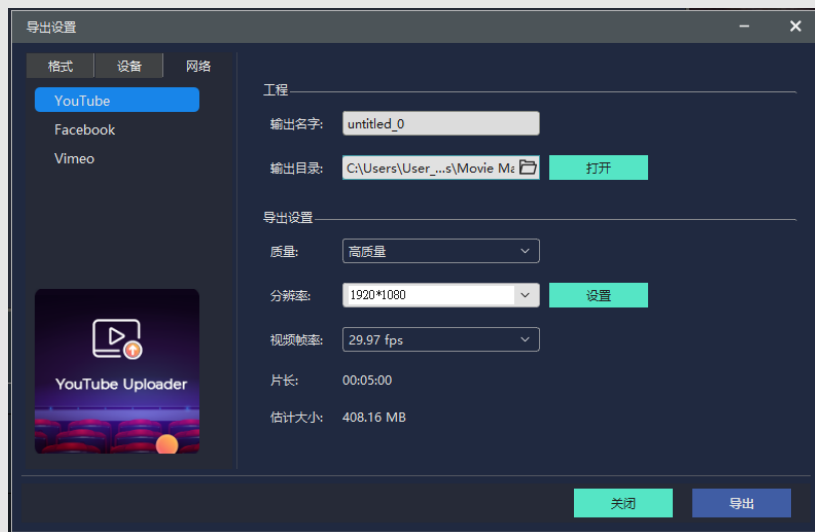 导出设置
格式 设备 网络
YouTube
Facebook
Vimeo
YouTube Uploader
工程
输出名字: untitled_0
输出目录: C:\Users\User_...s\Movie Ma 打开
导出设置
质量: 高质量
分辨率: 1920*1080 设置
视频帧率: 29.97 fps
片长: 00:05:00
估计大小: 408.16 MB
关闭 导出